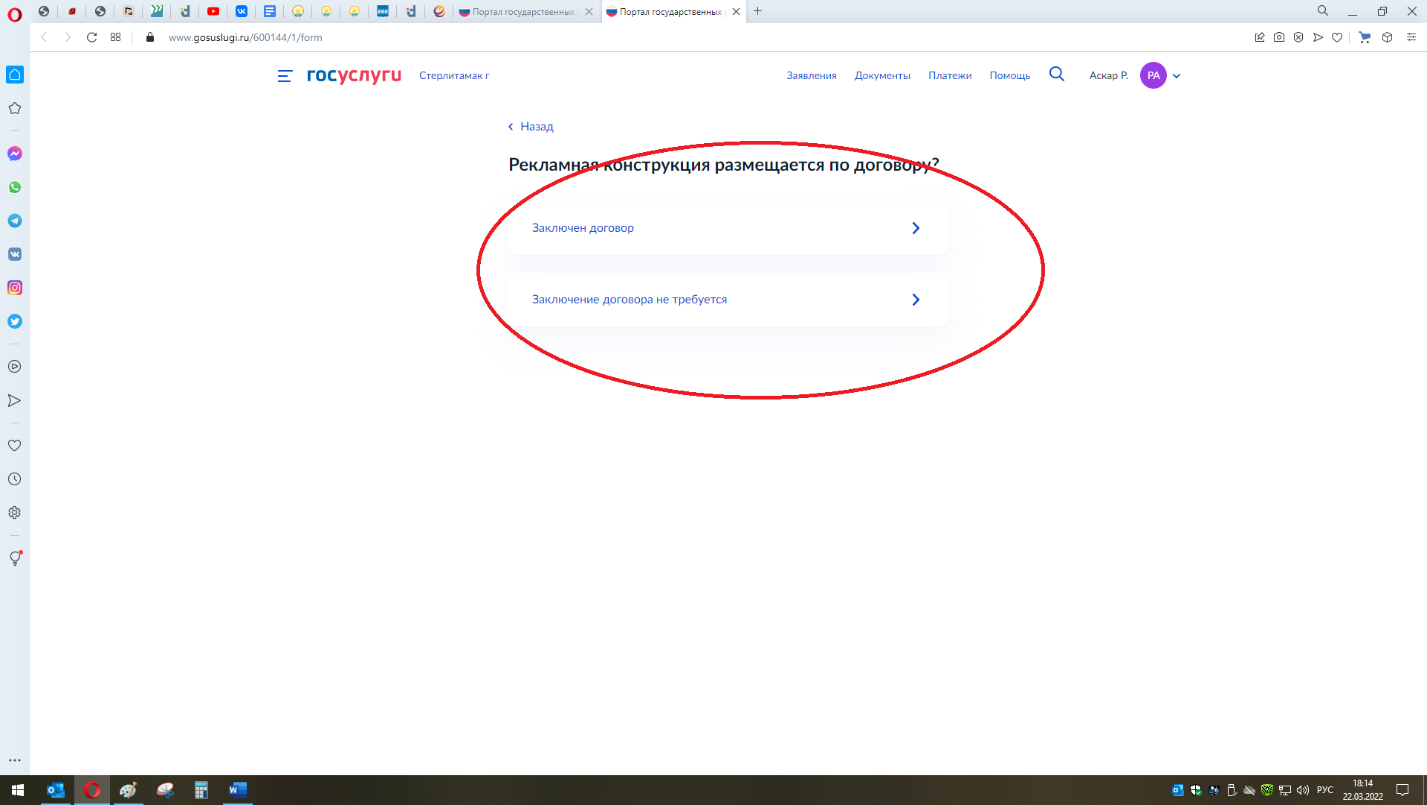 Портал государственных
Портал государственных
www.gosuslugi.ru/600144/1/form
госуслуги
Стерлитамак г
Заявления
Документы
Платежи
Помощь
Аскар Р.
РА
Назад
Рекламная конструкция размещается по договору?
Заключен договор
Заключение договора не требуется
РУС
18:14
22.03.2022